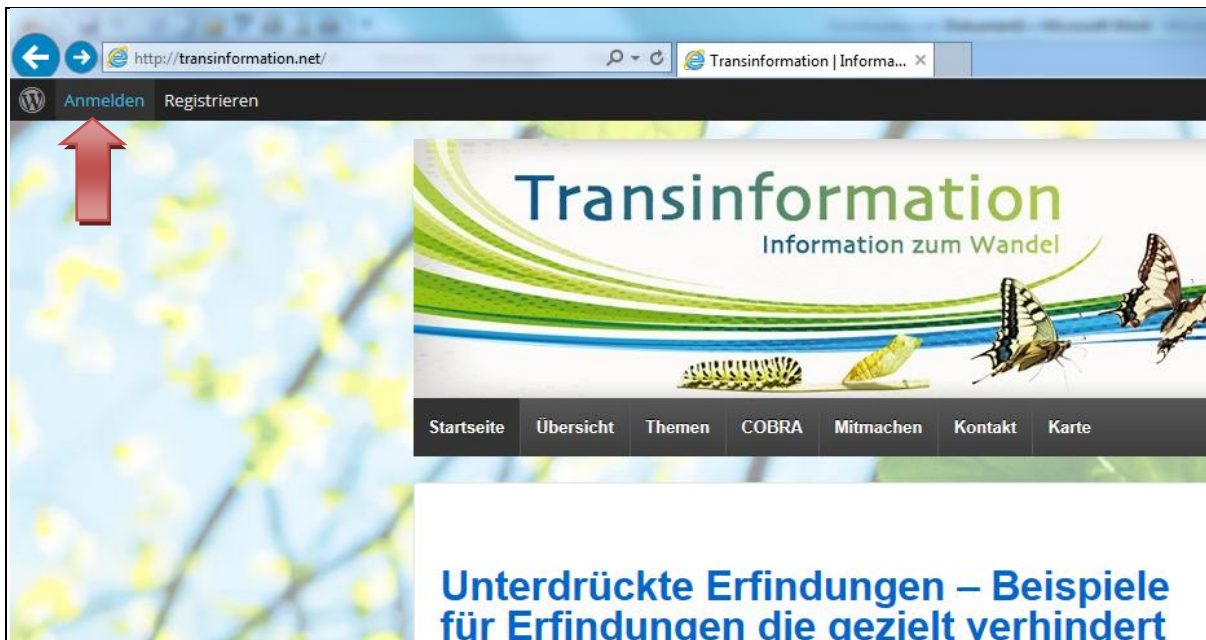 http://transinformation.net/
Transinformation | Informa...
Anmelden Registrieren
Transinformation
Information zum Wandel
Startseite Übersicht Themen COBRA Mitmachen Kontakt Karte
Unterdrückte Erfindungen – Beispiele
für Erfindungen die gezielt verhindert